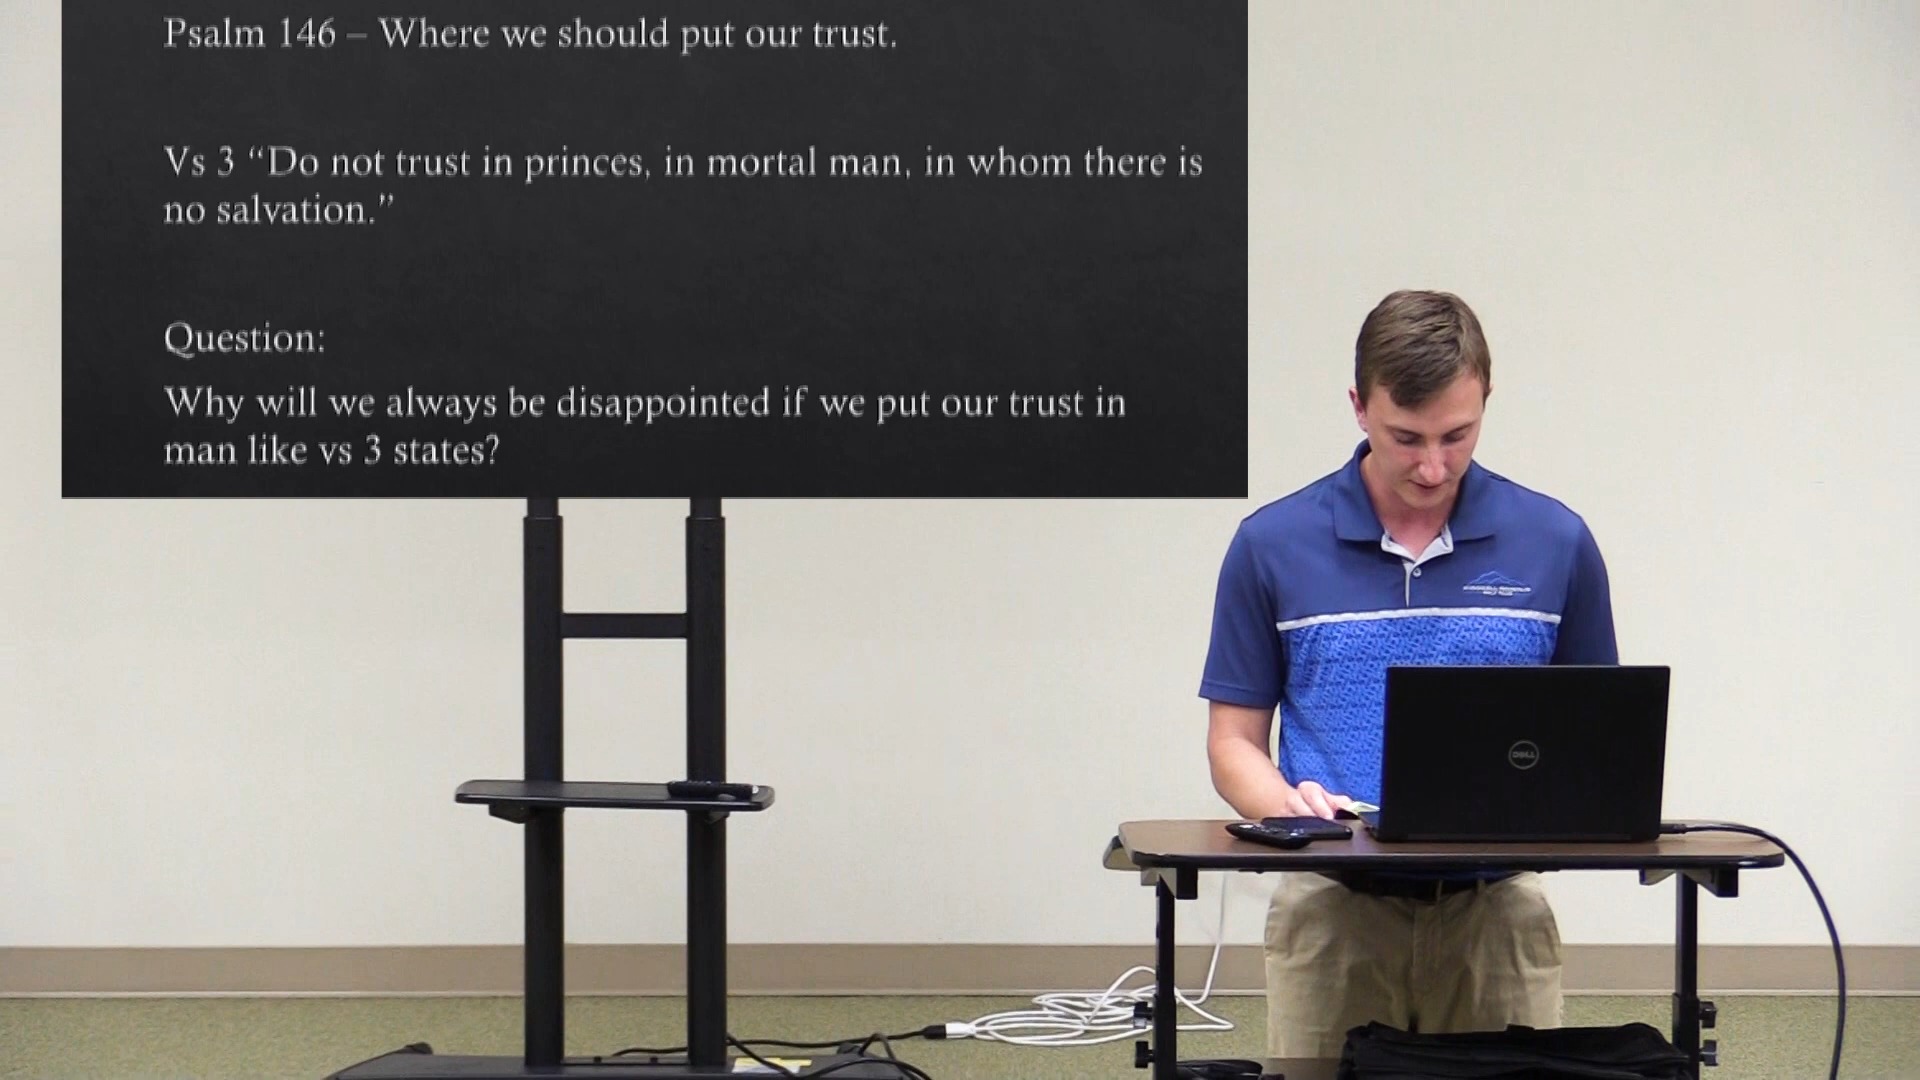 Psalm 146 – Where we should put our trust.
Vs 3 “Do not trust in princes, in mortal man, in whom there is
no salvation.”
Question:
Why will we always be disappointed if we put our trust in
man like vs 3 states?
DELL